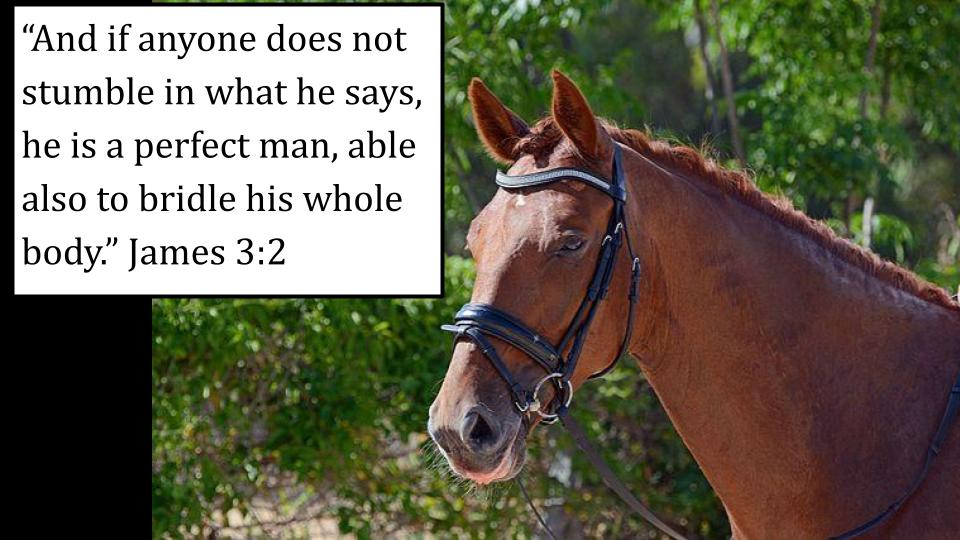 “And if anyone does not
stumble in what he says,
he is a perfect man, able
also to bridle his whole
body.” James 3:2